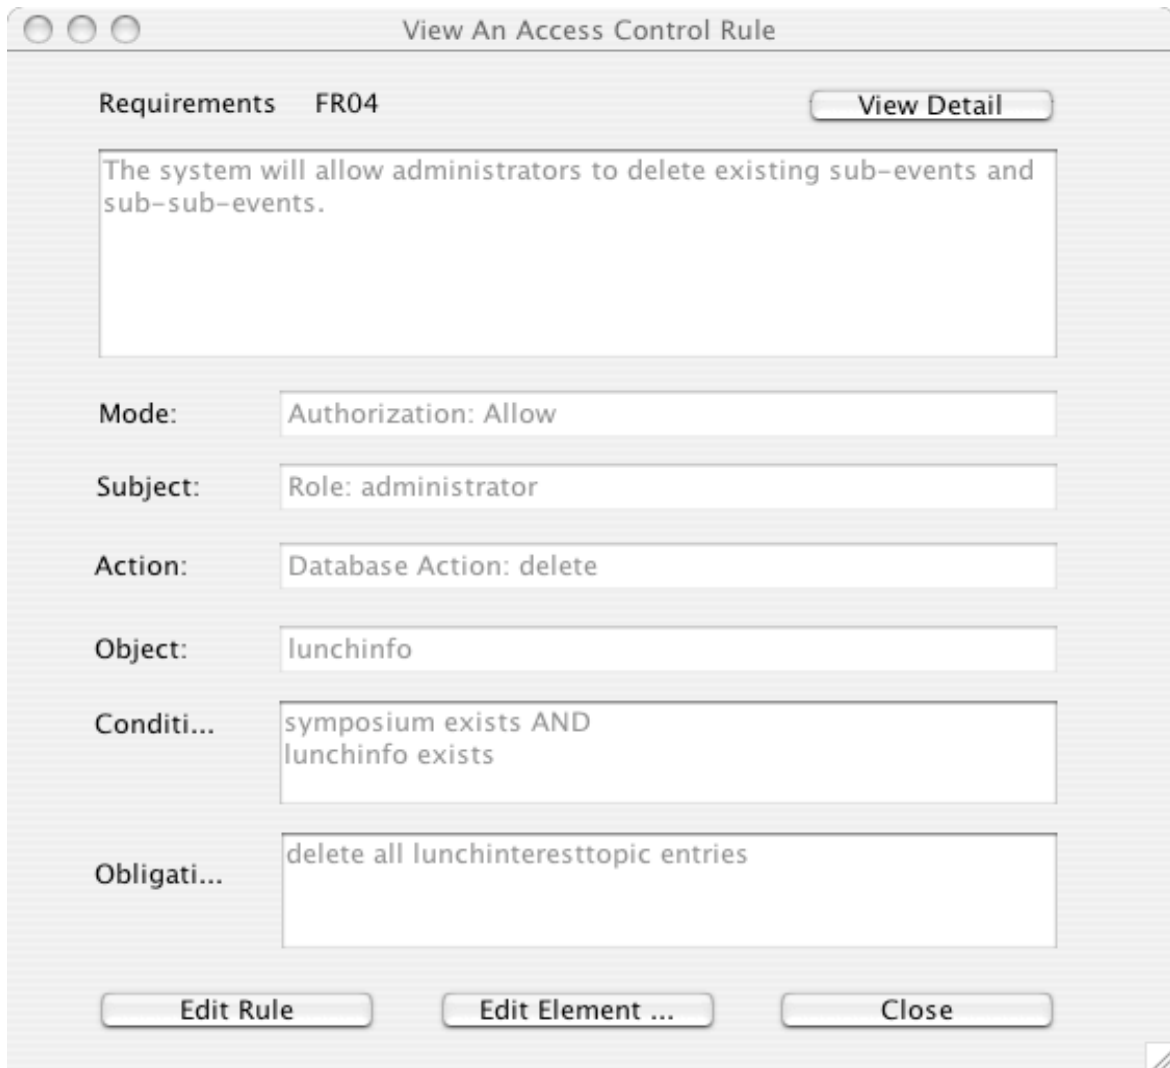 View An Access Control Rule
Requirements FR04
View Detail
The system will allow administrators to delete existing sub-events and
sub-sub-events.
Mode: Authorization: Allow
Subject: Role: administrator
Action: Database Action: delete
Object: lunchinfo
Conditi... symposium exists AND
lunchinfo exists
Obligati... delete all lunchinteresttopic entries
Edit Rule
Edit Element ...
Close